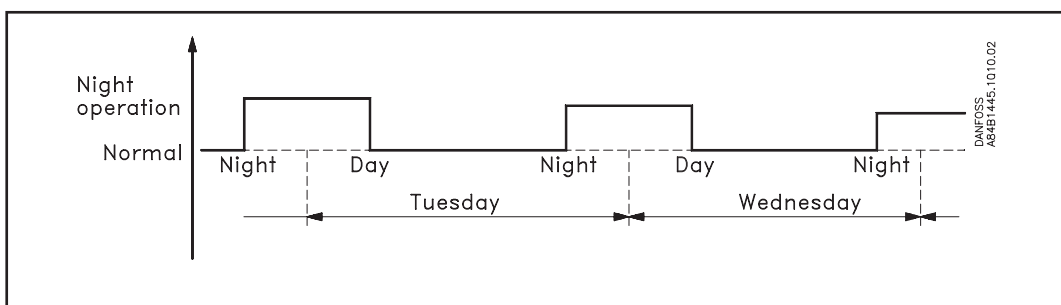 Night
operation
Normal
Night
Day
Night
Day
Night
Tuesday
Wednesday
DANFOSS
A84B1445.1010.02